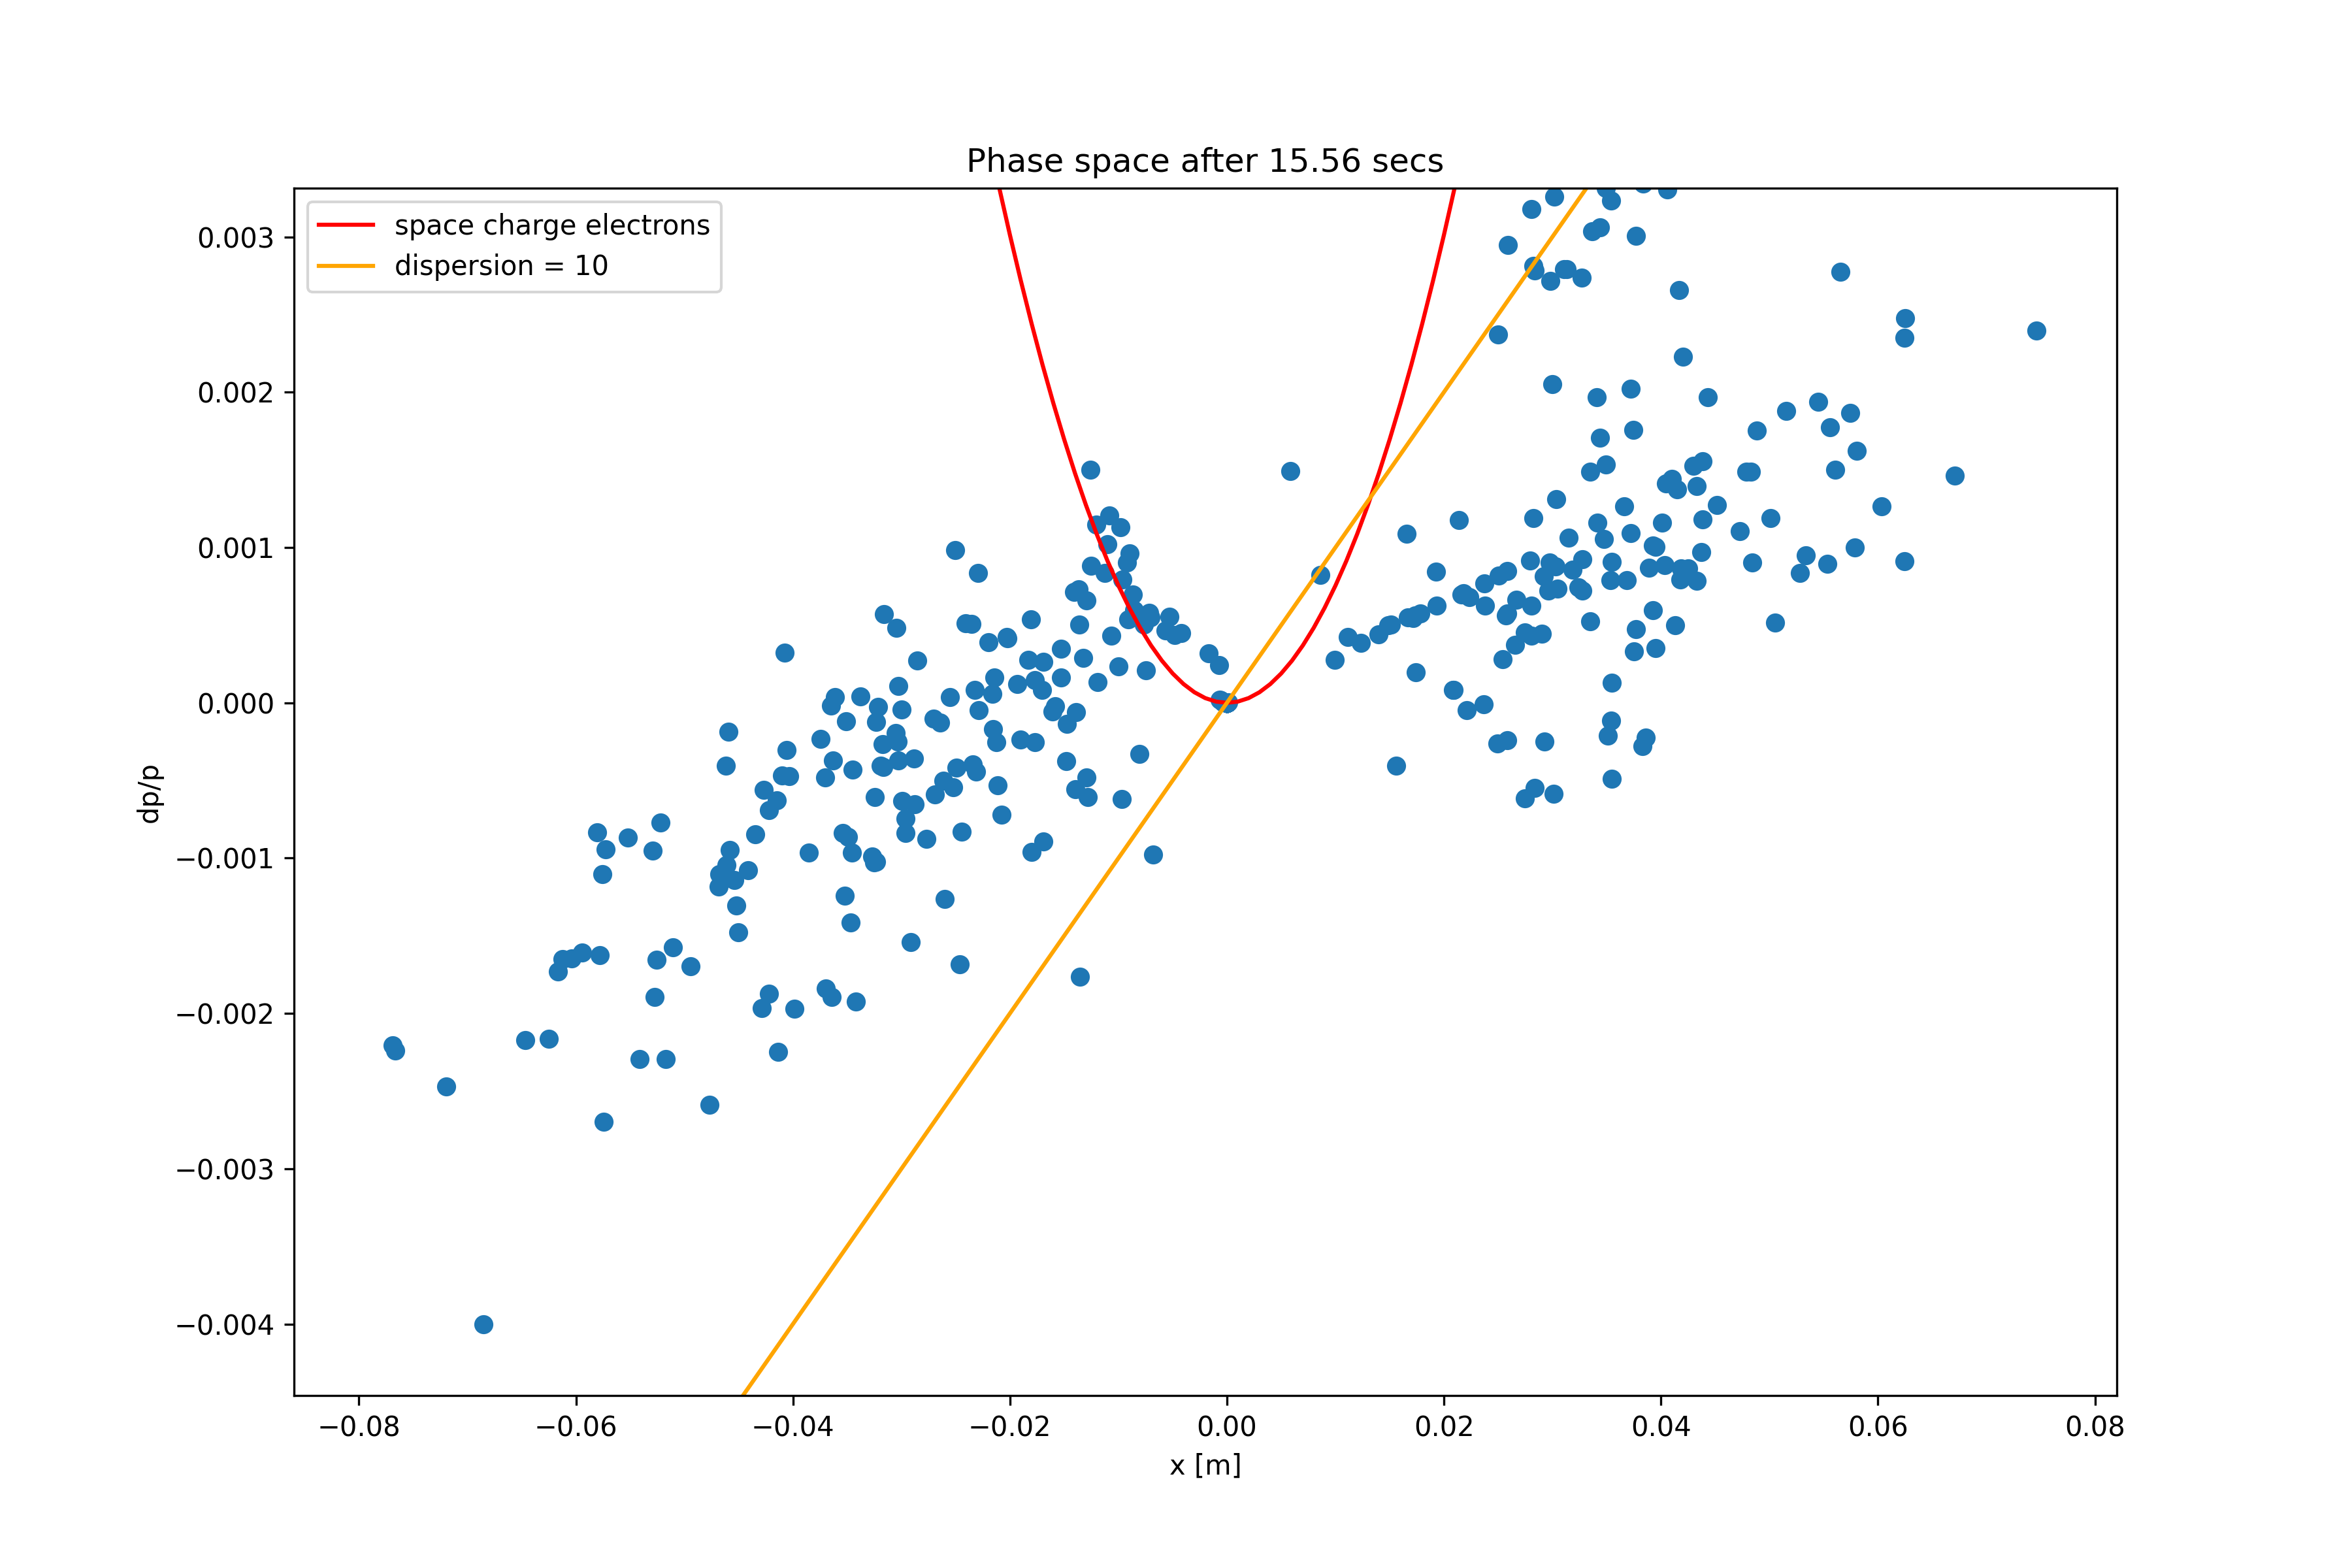 Phase space after 15.56 secs
space charge electrons
dispersion = 10
0.003
0.002
0.001
0.000
−0.001
−0.002
−0.003
−0.004
dp/p
−0.08 −0.06 −0.04 −0.02 0.00 0.02 0.04 0.06 0.08
x [m]